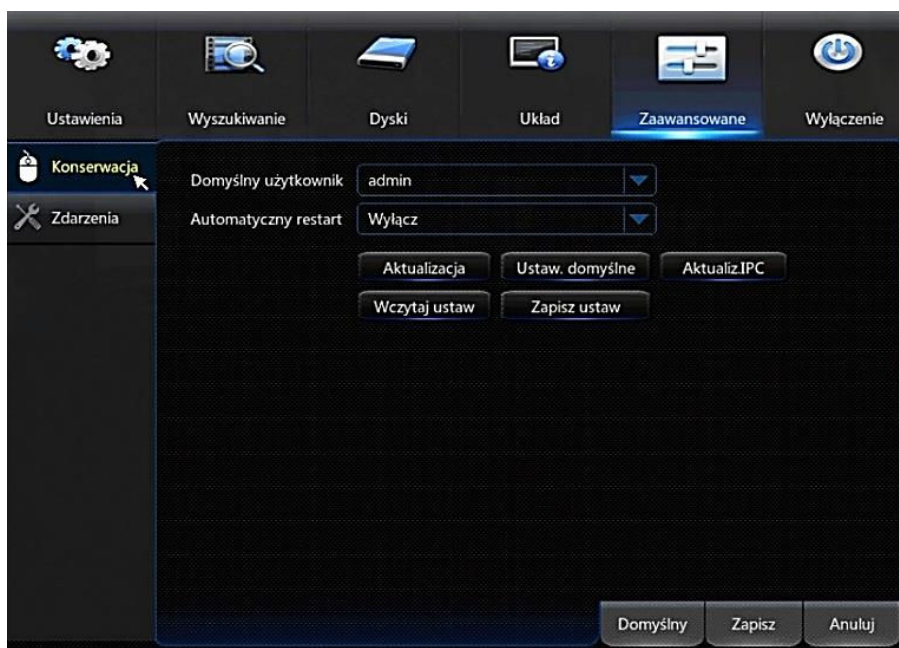 Ustawienia Wyszukiwanie Dyski Układ Zaawansowane Wyłączenie
Konserwacja
Zdarzenia
Domyślny użytkownik admin
Automatyczny restart Wyłącz
Aktualizacja Ustaw. domyślne Aktualiz.IPC
Wczytaj ustaw Zapisz ustaw
Domyślny Zapisz Anuluj